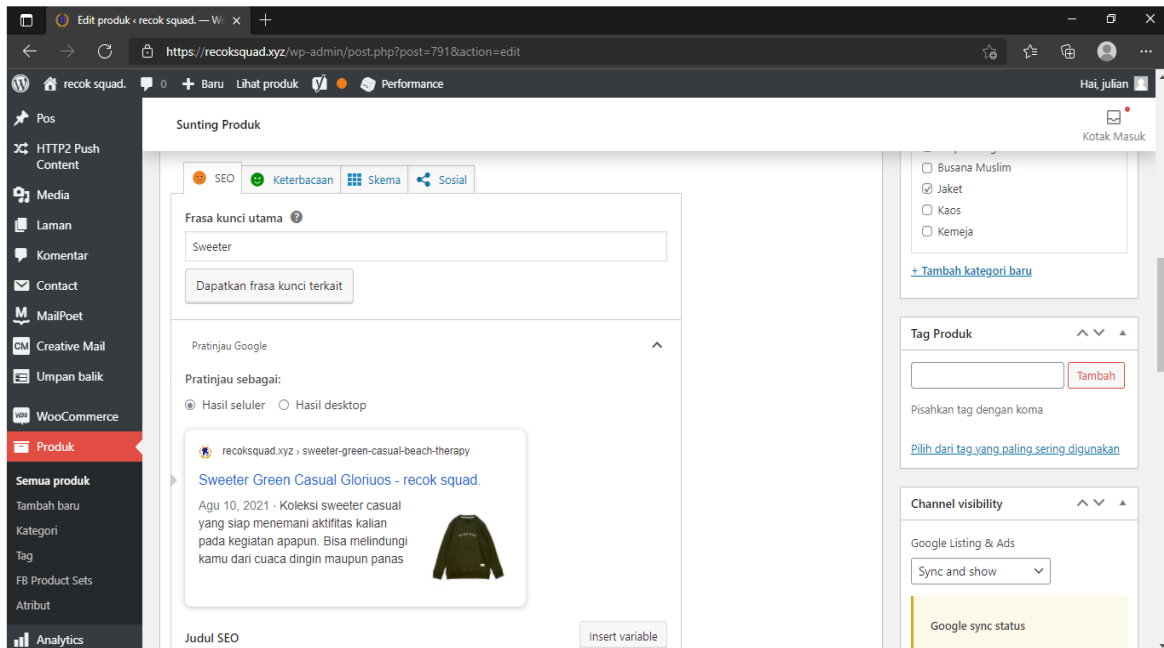 Edit produk ‹ recok squad. — Wo
https://recoksquad.xyz/wp-admin/post.php?post=791&action=edit
recok squad.
0
Baru
Lihat produk
Performance
Hai, julian
Pos
HTTP2 Push
Content
Media
Laman
Komentar
Contact
MailPoet
CM Creative Mail
Umpan balik
WooCommerce
Produk
Semua produk
Tambah baru
Kategori
Tag
FB Product Sets
Atribut
Analytics
Sunting Produk
Kotak Masuk
SEO
Keterbacaan
Skema
Sosial
Frasa kunci utama
Sweeter
Dapatkan frasa kunci terkait
Pratinjau Google
Pratinjau sebagai:
Hasil seluler
Hasil desktop
recoksquad.xyz › sweeter-green-casual-beach-therapy
Sweeter Green Casual Gloriuos - recok squad.
Agu 10, 2021 · Koleksi sweeter casual
yang siap menemani aktifitas kalian
pada kegiatan apapun. Bisa melindungi
kamu dari cuaca dingin maupun panas
Judul SEO
Insert variable
Busana Muslim
Jaket
Kaos
Kemeja
+ Tambah kategori baru
Tag Produk
Tambah
Pisahkan tag dengan koma
Pilih dari tag yang paling sering digunakan
Channel visibility
Google Listing & Ads
Sync and show
Google sync status